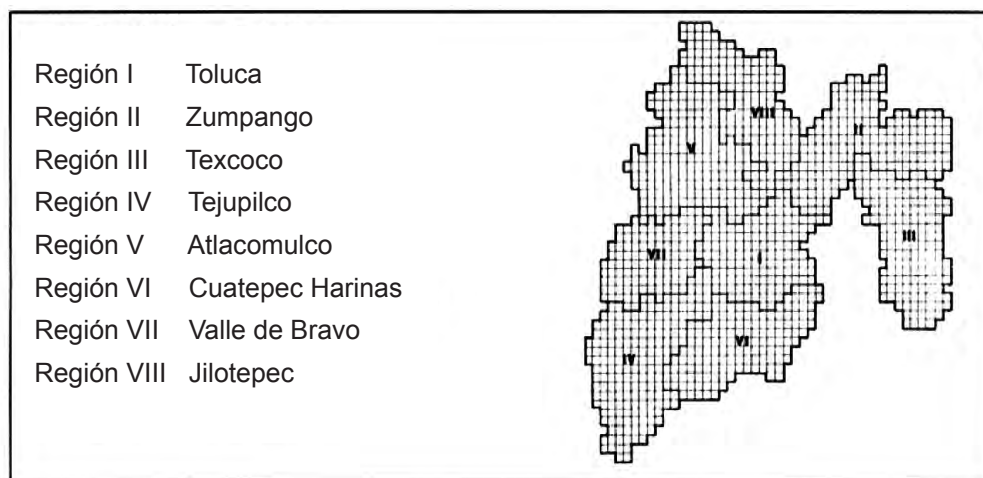 Región I Toluca
Región II Zumpango
Región III Texcoco
Región IV Tejupilco
Región V Atlacomulco
Región VI Cuatepec Harinas
Región VII Valle de Bravo
Región VIII Jilotepec
VIII
II
V
III
VII
I
VI
IV